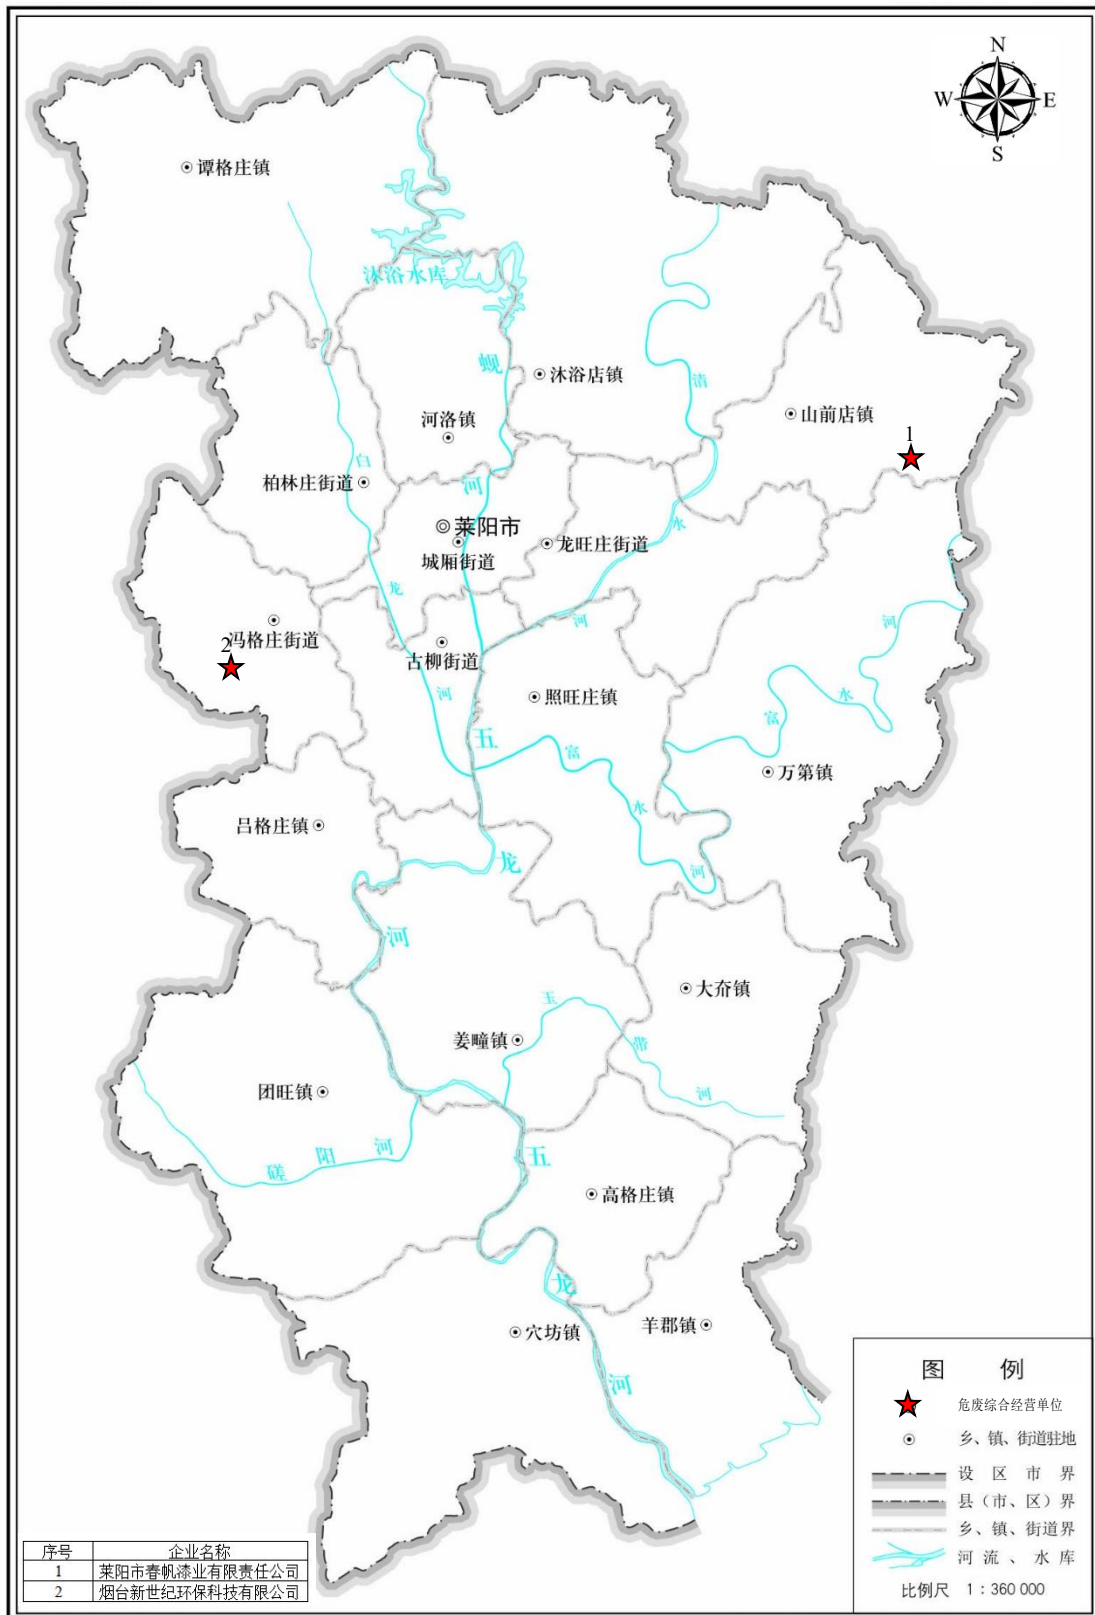 N
W E
S
谭格庄镇
沐浴水库
蚬
沐浴店镇
清
山前店镇
河洛镇
1
白
柏林庄街道
河
莱阳市
水
城厢街道
龙旺庄街道
龙
河
河
冯格庄街道
2
古柳街道
河
照旺庄镇
水
富
五
富
万第镇
水
吕格庄镇
龙
河
河
大夼镇
玉
姜疃镇
带
团旺镇
河
磋阳河
五
高格庄镇
龙
羊郡镇
穴坊镇
河
图 例
危废综合经营单位
乡、镇、街道驻地
设区市界
县（市、区）界
乡、镇、街道界
河流、水库
比例尺 1：360 000
序号 企业名称
1 莱阳市春帆漆业有限责任公司
2 烟台新世纪环保科技有限公司